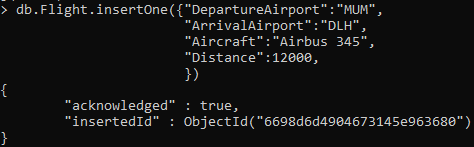 > db.Flight.insertOne({"DepartureAirport":"MUM",
"ArrivalAirport":"DLH",
"Aircraft":"Airbus 345",
"Distance":12000,
})
{
"acknowledged" : true,
"insertedId" : ObjectId("6698d6d4904673145e963680")
}